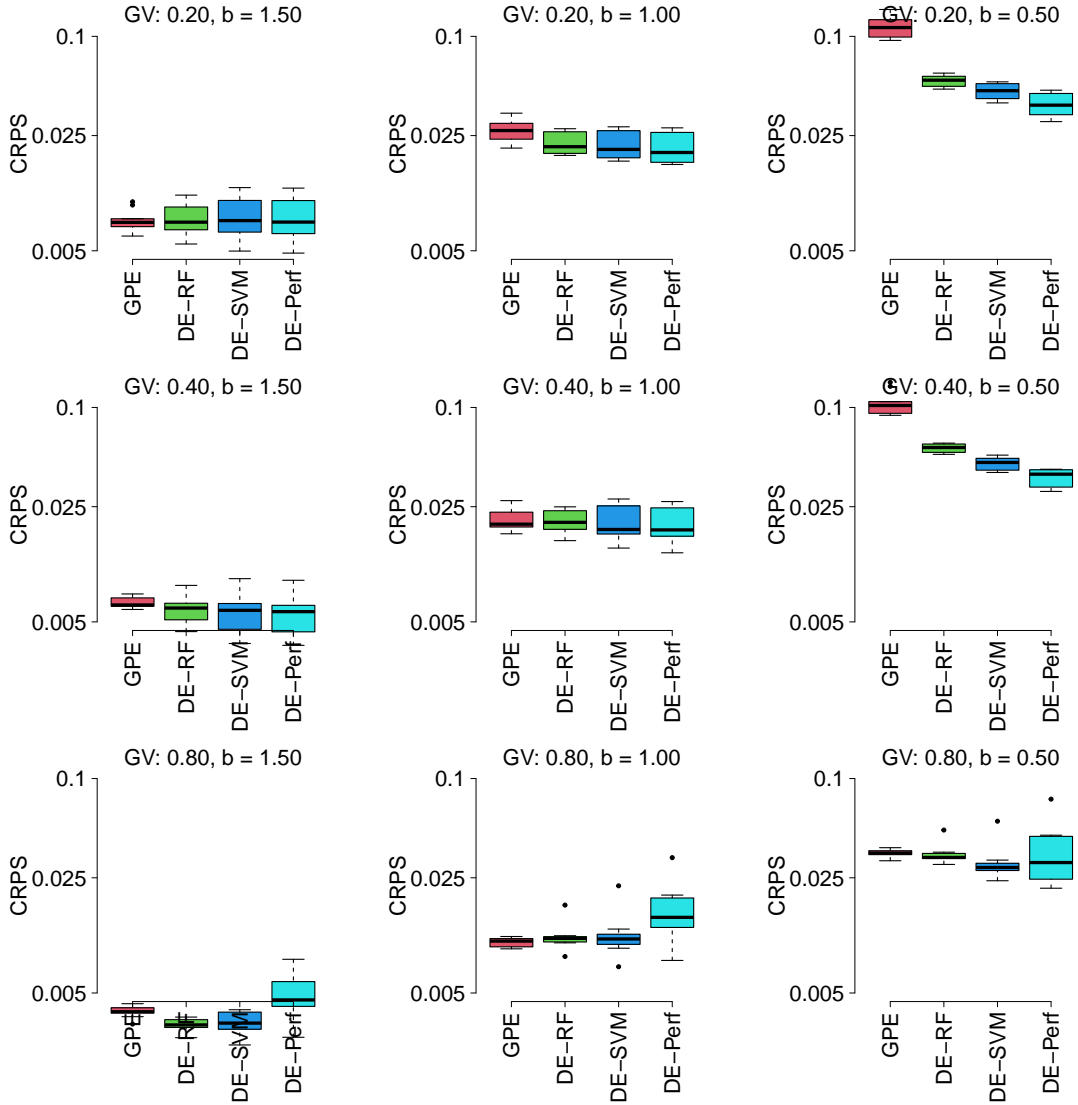 GV: 0.20, b = 1.50
CRPS
0.1
0.025
0.005
GPE
DE−RF
DE−SVM
DE−Perf
GV: 0.20, b = 1.00
CRPS
0.1
0.025
0.005
GPE
DE−RF
DE−SVM
DE−Perf
GV: 0.20, b = 0.50
CRPS
0.1
0.025
0.005
GPE
DE−RF
DE−SVM
DE−Perf
GV: 0.40, b = 1.50
CRPS
0.1
0.025
0.005
GPE
DE−RF
DE−SVM
DE−Perf
GV: 0.40, b = 1.00
CRPS
0.1
0.025
0.005
GPE
DE−RF
DE−SVM
DE−Perf
GV: 0.40, b = 0.50
CRPS
0.1
0.025
0.005
GPE
DE−RF
DE−SVM
DE−Perf
GV: 0.80, b = 1.50
CRPS
0.1
0.025
0.005
GPE
DE−RF
DE−SVM
DE−Perf
GV: 0.80, b = 1.00
CRPS
0.1
0.025
0.005
GPE
DE−RF
DE−SVM
DE−Perf
GV: 0.80, b = 0.50
CRPS
0.1
0.025
0.005
GPE
DE−RF
DE−SVM
DE−Perf